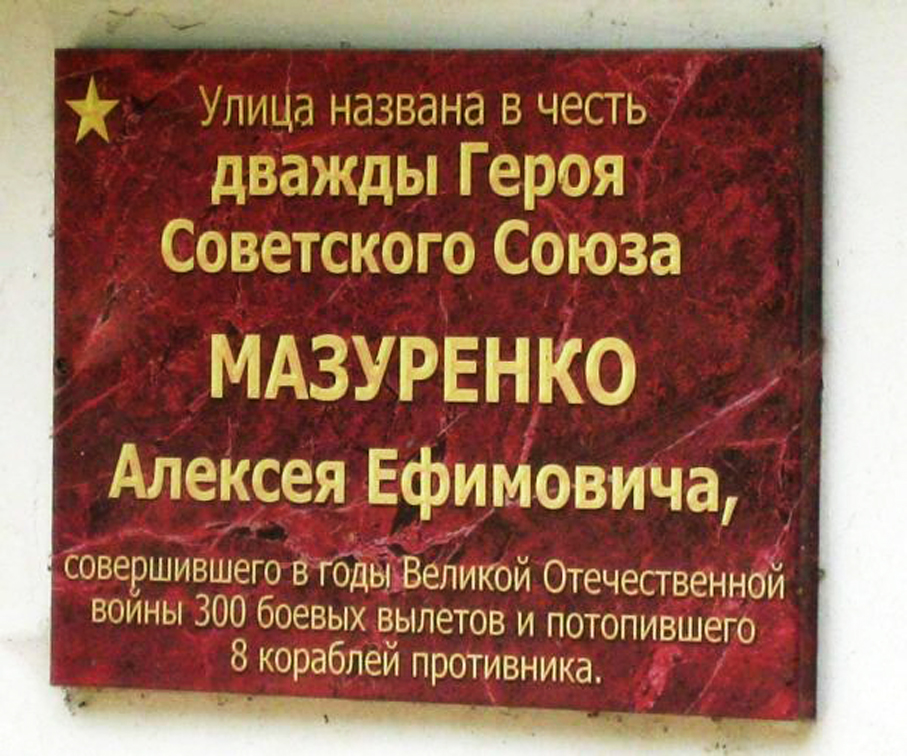 Улица названа в честь
дважды Героя
Советского Союза
МАЗУРЕНКО
Алексея Ефимовича,
совершившего в годы Великой Отечественной
войны 300 боевых вылетов и потопившего
8 кораблей противника.